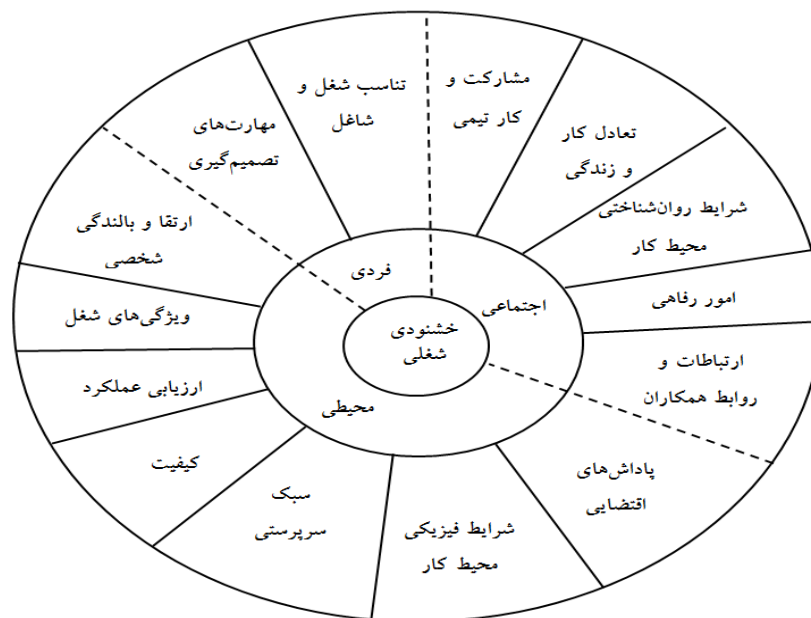 مشارکت و
کار تیمی
تناسب شغل و
شاغل
مهارت‌های
تصمیم‌گیری
تعادل کار
و زندگی
شرایط روان‌شناختی
محیط کار
ارتقا و بالندگی
شخصی
فردی
اجتماعی
امور رفاهی
ویژگی‌های شغل
خشنودی
شغلی
ارتباطات و
روابط همکاران
ارزیابی عملکرد
محیطی
کیفیت
پاداش‌های
اقتضایی
سبک
سرپرستی
شرایط فیزیکی
محیط کار